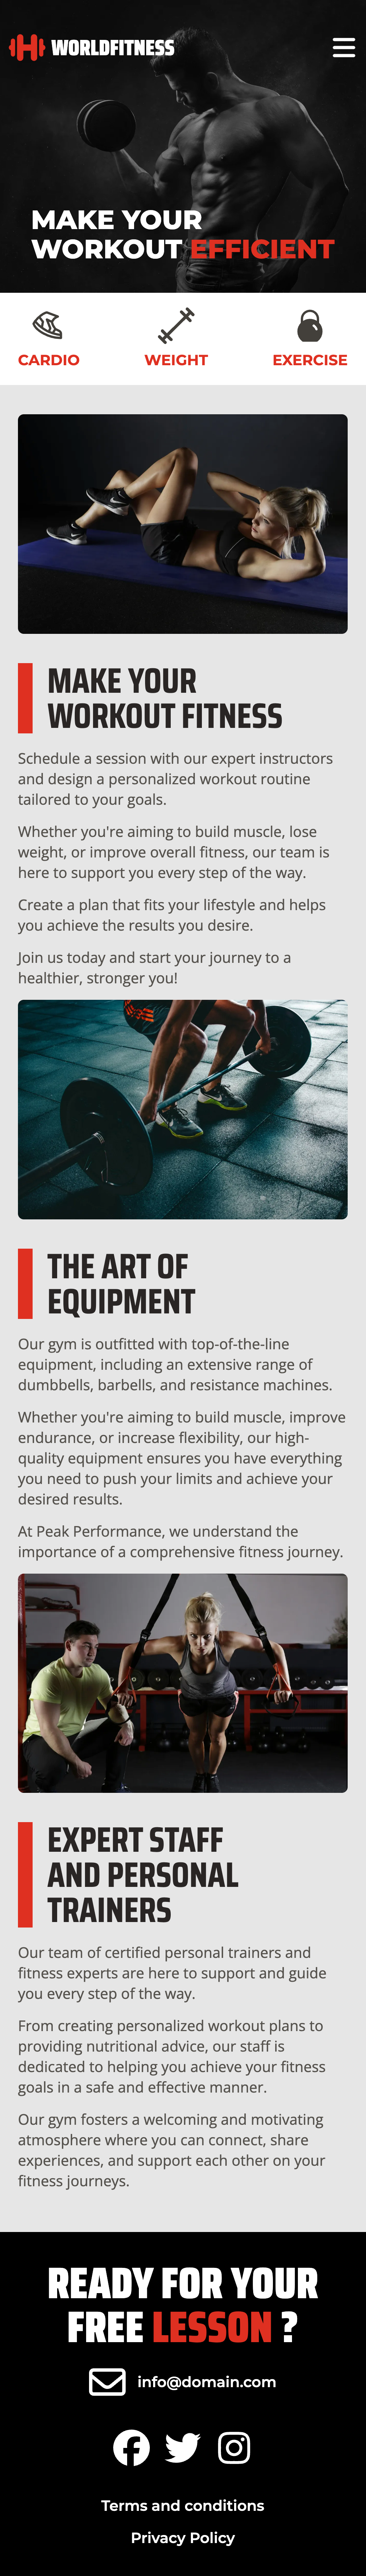 WORLDFITNESS
MAKE YOUR
WORKOUT EFFICIENT
CARDIO WEIGHT EXERCISE
MAKE YOUR
WORKOUT FITNESS
Schedule a session with our expert instructors
and design a personalized workout routine
tailored to your goals.
Whether you're aiming to build muscle, lose
weight, or improve overall fitness, our team is
here to support you every step of the way.
Create a plan that fits your lifestyle and helps
you achieve the results you desire.
Join us today and start your journey to a
healthier, stronger you!
THE ART OF
EQUIPMENT
Our gym is outfitted with top-of-the-line
equipment, including an extensive range of
dumbbells, barbells, and resistance machines.
Whether you're aiming to build muscle, improve
endurance, or increase flexibility, our high-
quality equipment ensures you have everything
you need to push your limits and achieve your
desired results.
At Peak Performance, we understand the
importance of a comprehensive fitness journey.
EXPERT STAFF
AND PERSONAL
TRAINERS
Our team of certified personal trainers and
fitness experts are here to support and guide
you every step of the way.
From creating personalized workout plans to
providing nutritional advice, our staff is
dedicated to helping you achieve your fitness
goals in a safe and effective manner.
Our gym fosters a welcoming and motivating
atmosphere where you can connect, share
experiences, and support each other on your
fitness journeys.
READY FOR YOUR
FREE LESSON ?
info@domain.com
Terms and conditions
Privacy Policy